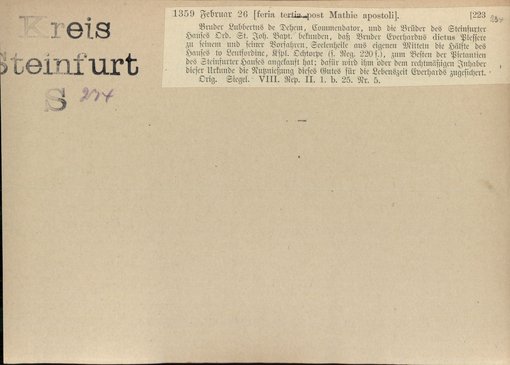 Kreis
Steinfurt
S 224
1359 Februar 26 [feria tertia post Mathie apostoli]. [223
Bruder Lubbertus de Dehem, Commendator, und die Brüder des Steinfurter
Hauses Ord. St. Joh. Bapt. bekunden, daß Bruder Everhardus dictus Plessere
zu seinem und seiner Vorfahren, Seelenheile aus eigenen Mitteln die Hälfte des
Hauses to Lentfordine, Kspl. Ochtorpe (s. Reg. 220 f.), zum Besten der Pietantien
des Steinfurter Hauses angekauft hat; dafür wird ihm oder dem rechtmäßigen Inhaber
dieser Urkunde die Nutznießung dieses Gutes für die Lebenszeit Everhards zugesichert.
Orig. Siegel. VIII. Rep. II. 1. b. 25. Nr. 5.